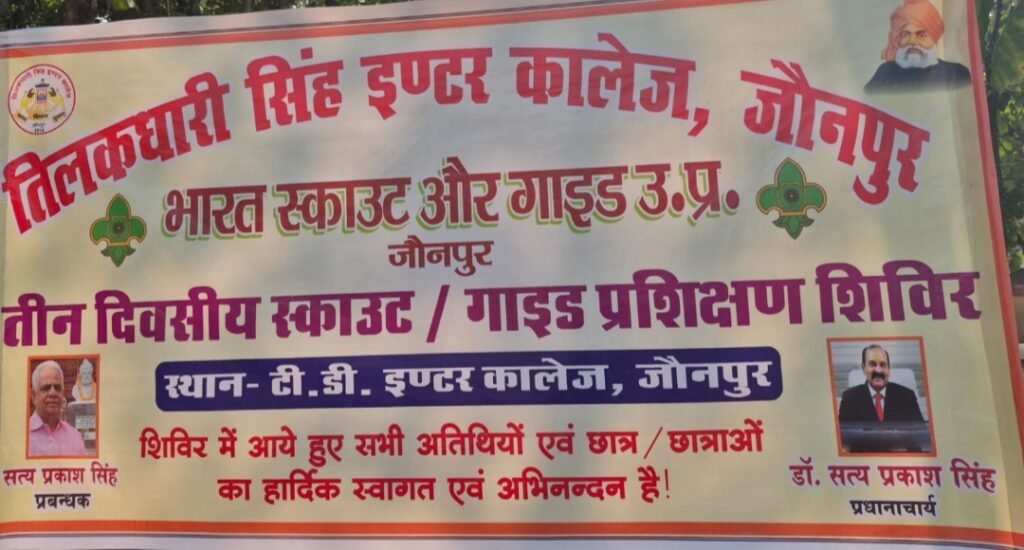 तिलकधारी सिंह इण्टर कालेज, जौनपुर
भारत स्काउट और गाइड उ.प्र.
जौनपुर
तीन दिवसीय स्काउट / गाइड प्रशिक्षण शिविर
स्थान- टी.डी. इण्टर कालेज, जौनपुर
शिविर में आये हुए सभी अतिथियों एवं छात्र / छात्राओं
का हार्दिक स्वागत एवं अभिनन्दन है!
सत्य प्रकाश सिंह
प्रबन्धक
डॉ. सत्य प्रकाश सिंह
प्रधानाचार्य